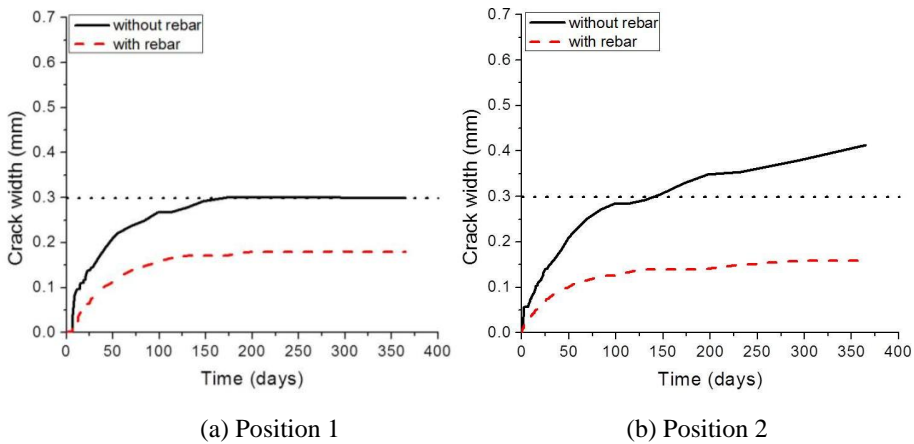 0.7
0.6
0.5
0.4
0.3
0.2
0.1
0.0
Crack width (mm)
without rebar
with rebar
0 50 100 150 200 250 300 350 400
Time (days)
(a) Position 1
0.7
0.6
0.5
0.4
0.3
0.2
0.1
0.0
Crack width (mm)
without rebar
with rebar
0 50 100 150 200 250 300 350 400
Time (days)
(b) Position 2